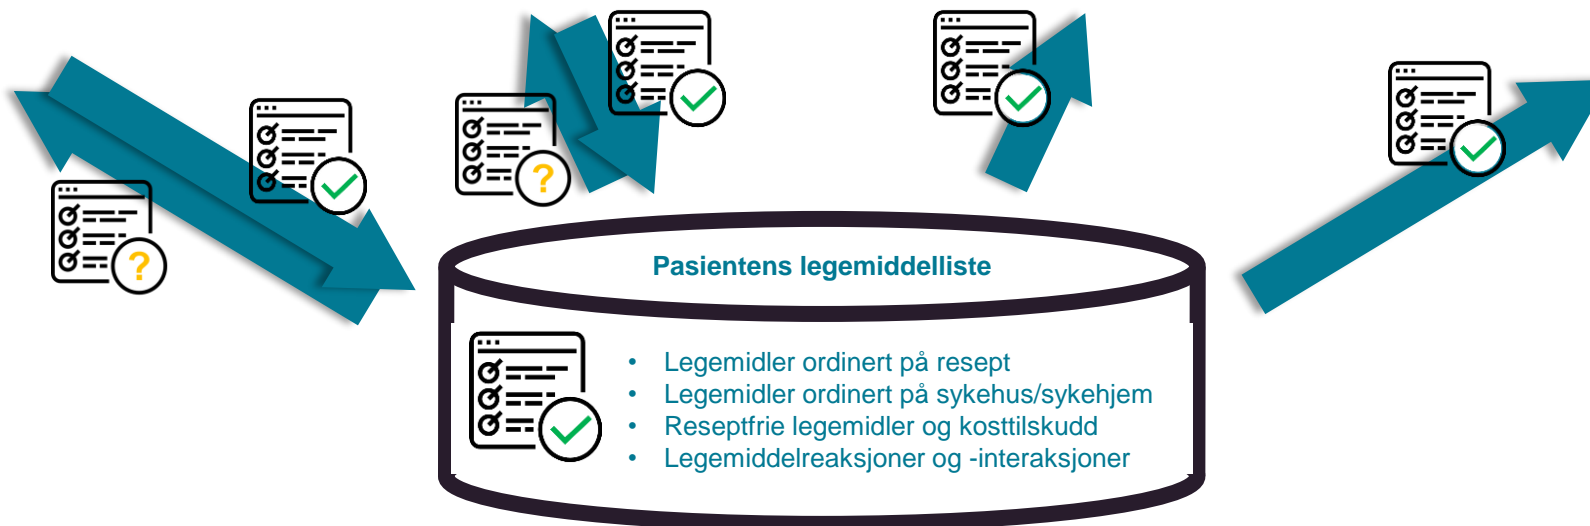 ?
?
Pasientens legemiddelliste
• Legemidler ordinert på resept
• Legemidler ordinert på sykehus/sykehjem
• Reseptfrie legemidler og kosttilskudd
• Legemiddelreaksjoner og -interaksjoner